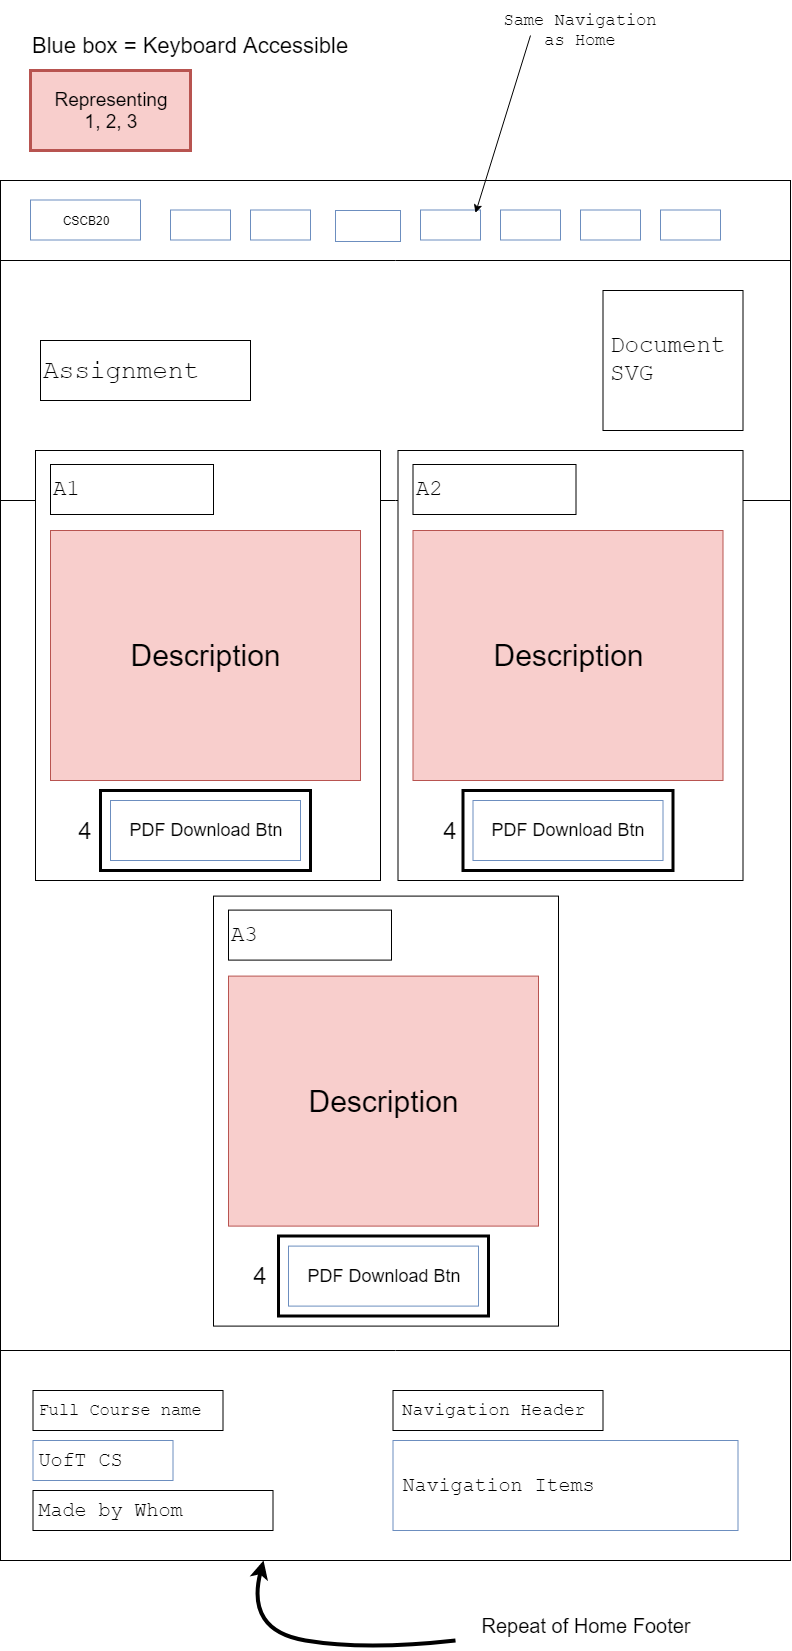 Same Navigation
as Home
Blue box = Keyboard Accessible
Representing
1, 2, 3
CSCB20
Document
SVG
Assignment
A1
A2
Description
Description
4
PDF Download Btn
4
PDF Download Btn
A3
Description
4
PDF Download Btn
Full Course name
Navigation Header
UofT CS
Navigation Items
Made by Whom
Repeat of Home Footer